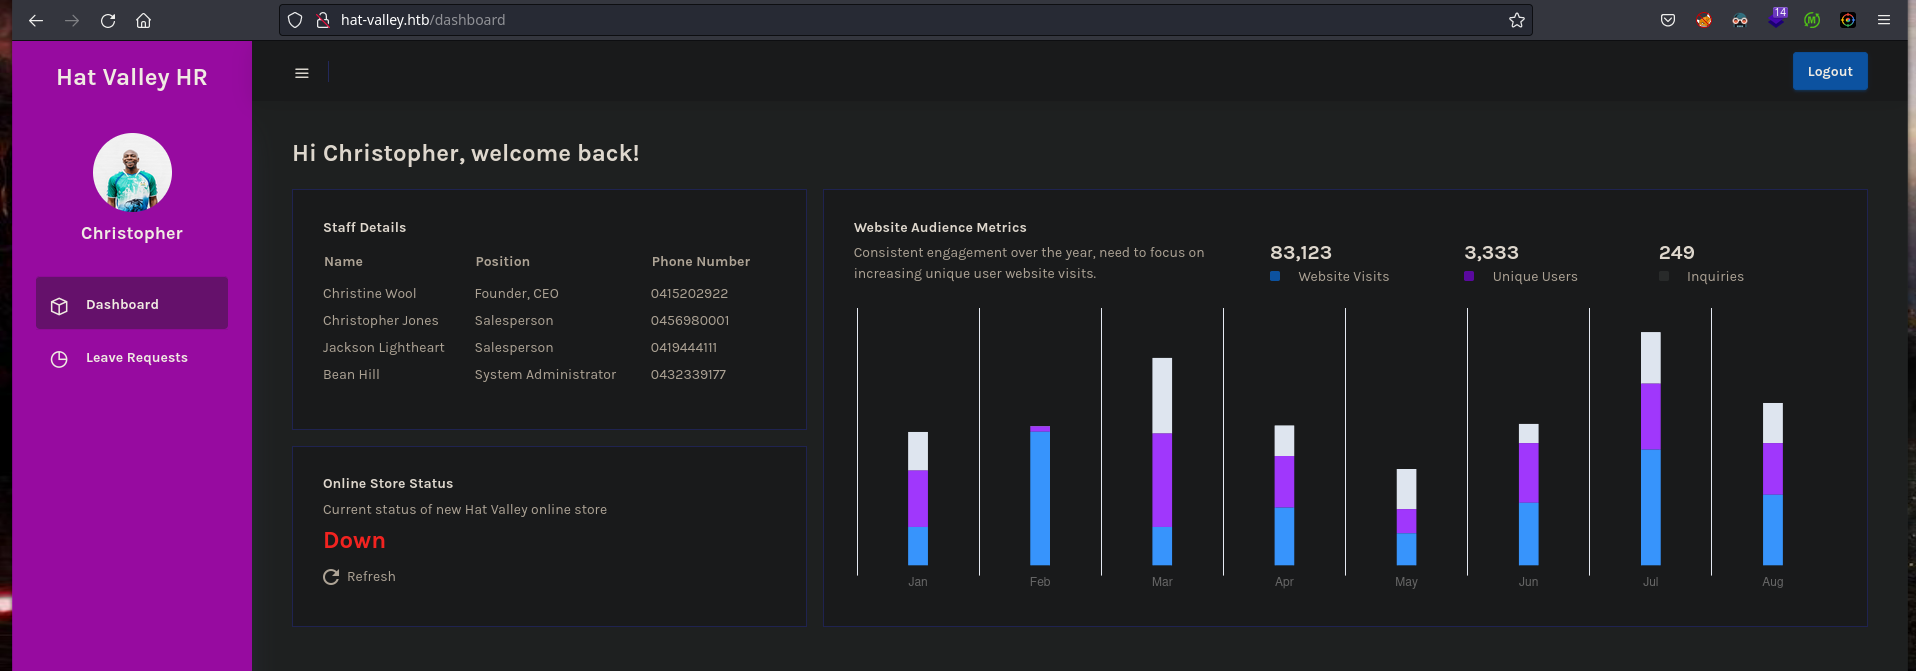 hat-valley.htb/dashboard
14
Hat Valley HR
Christopher
Dashboard
Leave Requests
Logout
Hi Christopher, welcome back!
Staff Details
Name Position Phone Number
Christine Wool Founder, CEO 0415202922
Christopher Jones Salesperson 0456980001
Jackson Lightheart Salesperson 0419444111
Bean Hill System Administrator 0432339177
Online Store Status
Current status of new Hat Valley online store
Down
Refresh
Website Audience Metrics
Consistent engagement over the year, need to focus on
increasing unique user website visits.
83,123 3,333 249
Website Visits Unique Users Inquiries
Jan Feb Mar Apr May Jun Jul Aug